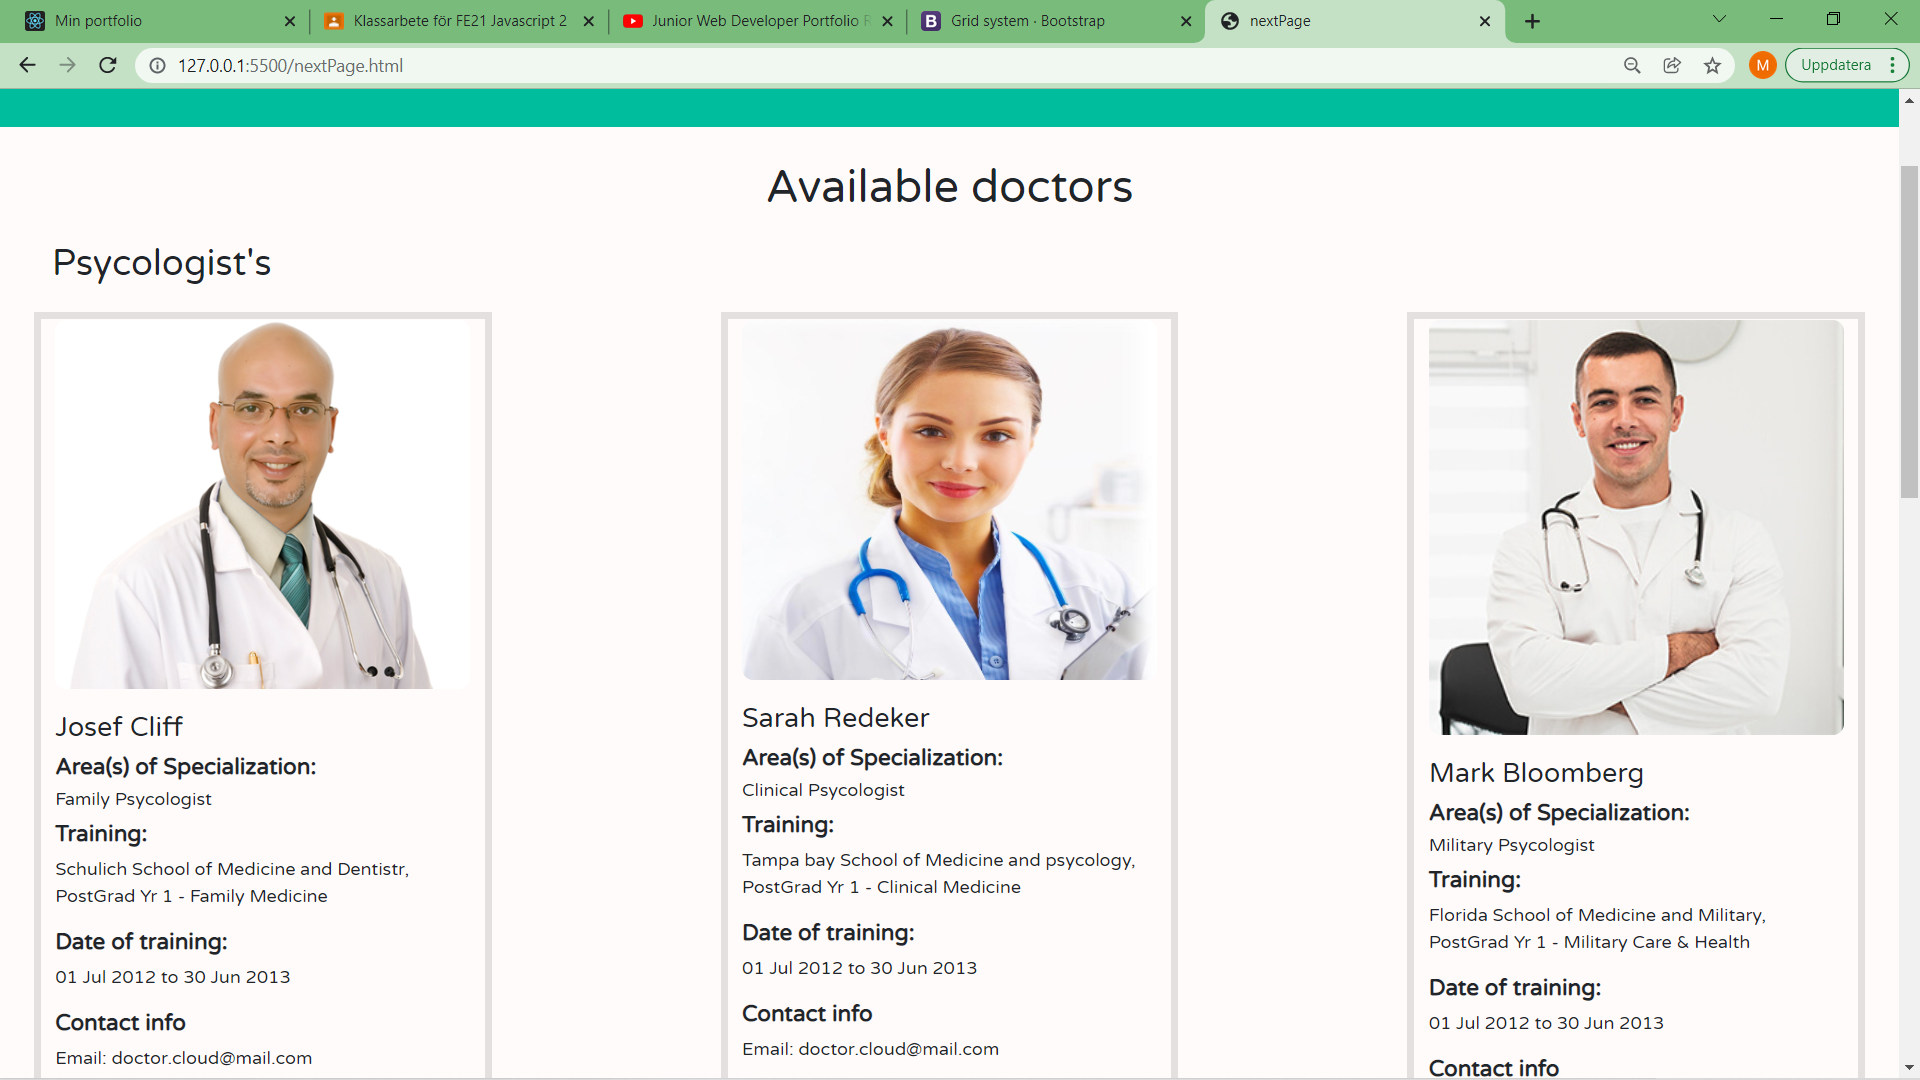 Min portfolio
Klassarbete för FE21 Javascript 2
Junior Web Developer Portfolio R
Grid system · Bootstrap
nextPage
127.0.0.1:5500/nextPage.html
M
Uppdatera
Available doctors
Psycologist's
Josef Cliff
Area(s) of Specialization:
Family Psycologist
Training:
Schulich School of Medicine and Dentistr,
PostGrad Yr 1 - Family Medicine
Date of training:
01 Jul 2012 to 30 Jun 2013
Contact info
Email: doctor.cloud@mail.com
Sarah Redeker
Area(s) of Specialization:
Clinical Psycologist
Training:
Tampa bay School of Medicine and psycology,
PostGrad Yr 1 - Clinical Medicine
Date of training:
01 Jul 2012 to 30 Jun 2013
Contact info
Email: doctor.cloud@mail.com
Mark Bloomberg
Area(s) of Specialization:
Military Psycologist
Training:
Florida School of Medicine and Military,
PostGrad Yr 1 - Military Care & Health
Date of training:
01 Jul 2012 to 30 Jun 2013
Contact info